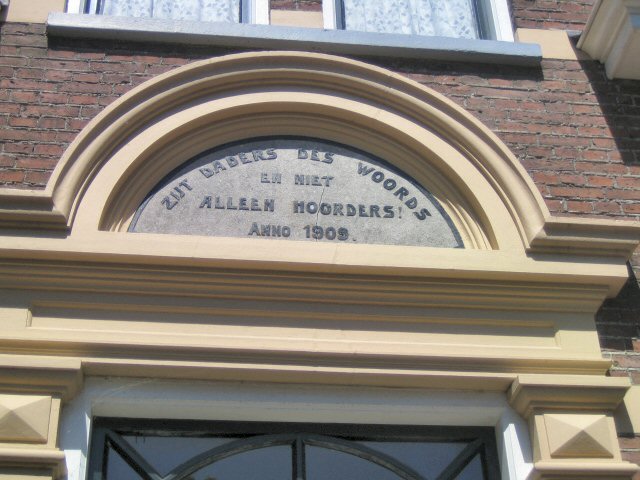 ZIJT DADERS DES WOORDS
EN NIET
ALLEEN HOORDERS!
ANNO 1909.